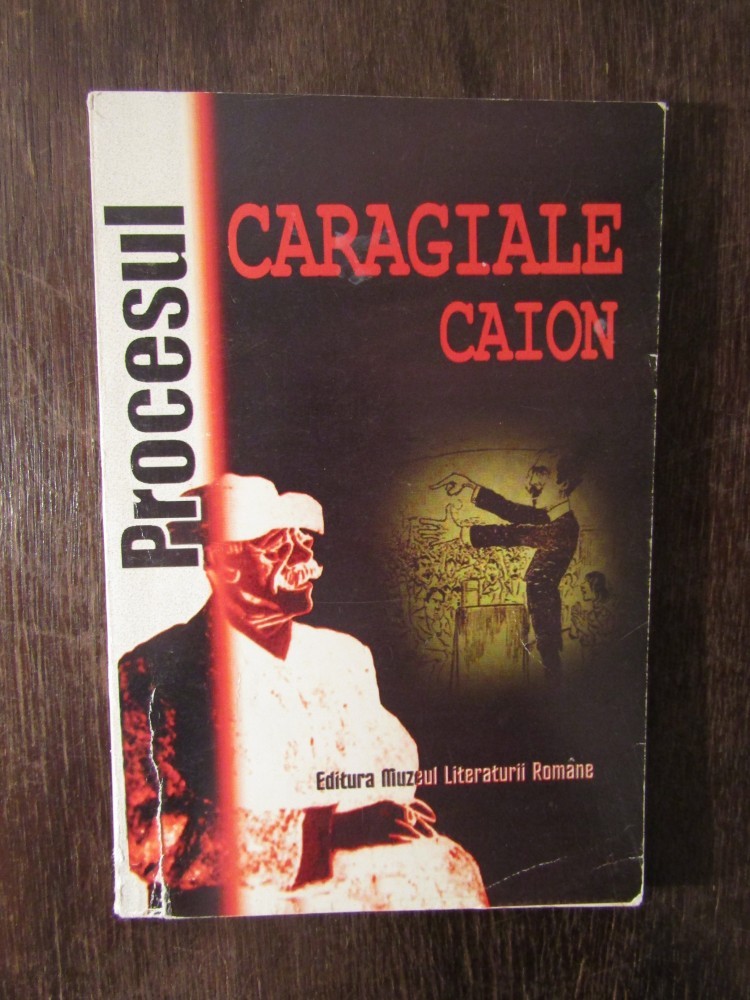 Procesul
CARAGIALE
CAION
Editura Muzeul Literaturii Române